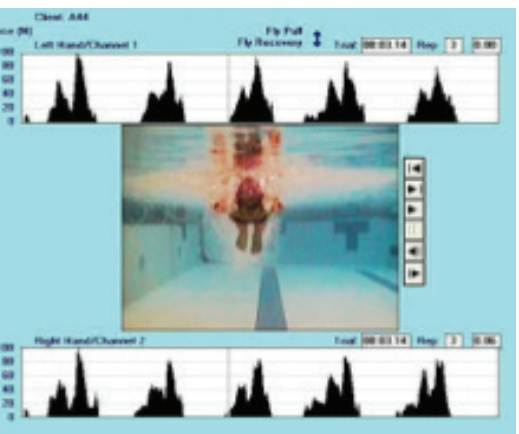 Client: A44
Fly Pull
Fly Recovery
Left Hand/Channel 1
Total 00:03.14 Rep 3 0.00
80
60
40
20
0
Right Hand/Channel 2
Total 00:03.14 Rep 3 0.06
80
60
40
20
0